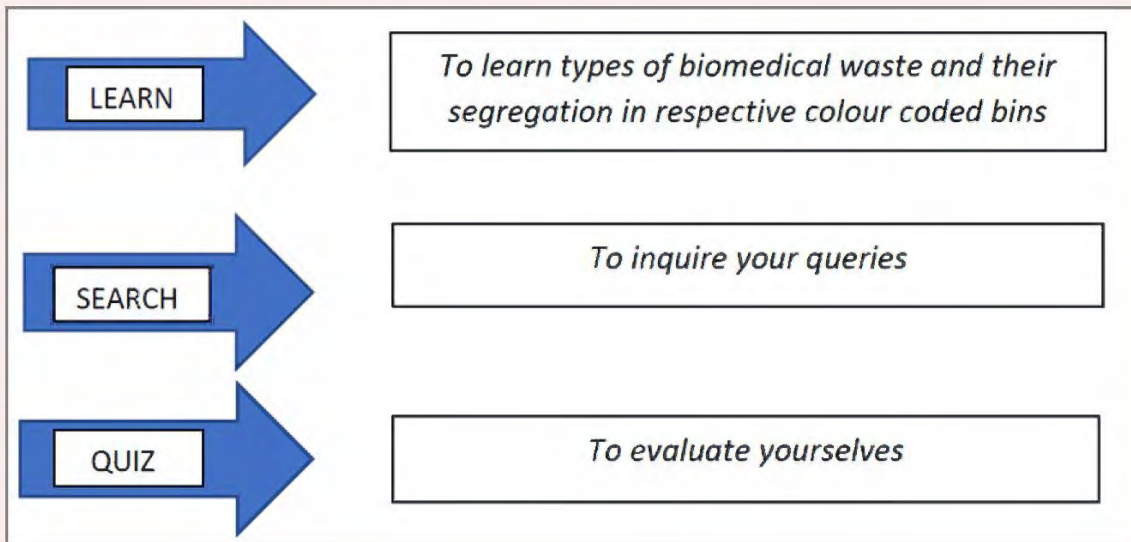 LEARN
To learn types of biomedical waste and their
segregation in respective colour coded bins
SEARCH
To inquire your queries
QUIZ
To evaluate yourselves